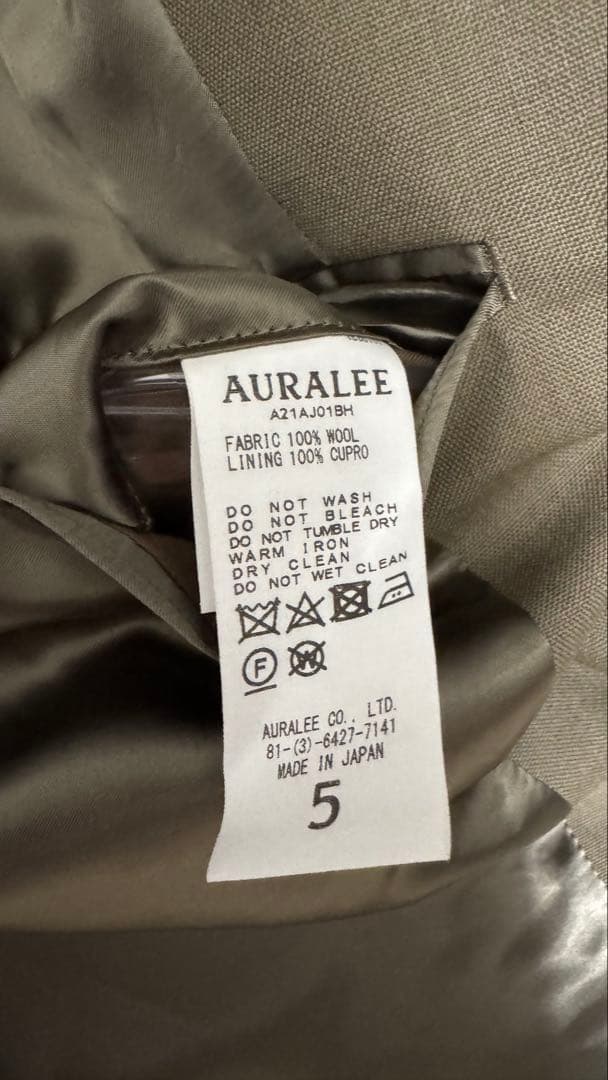 AURALEE
A21AJ01BH
FABRIC 100% WOOL
LINING 100% CUPRO
DO NOT WASH
DO NOT BLEACH
DO NOT TUMBLE DRY
WARM IRON
DRY CLEAN
DO NOT WET CLEAN
F
W
AURALEE CO., LTD.
81-(3)-6427-7141
MADE IN JAPAN
5